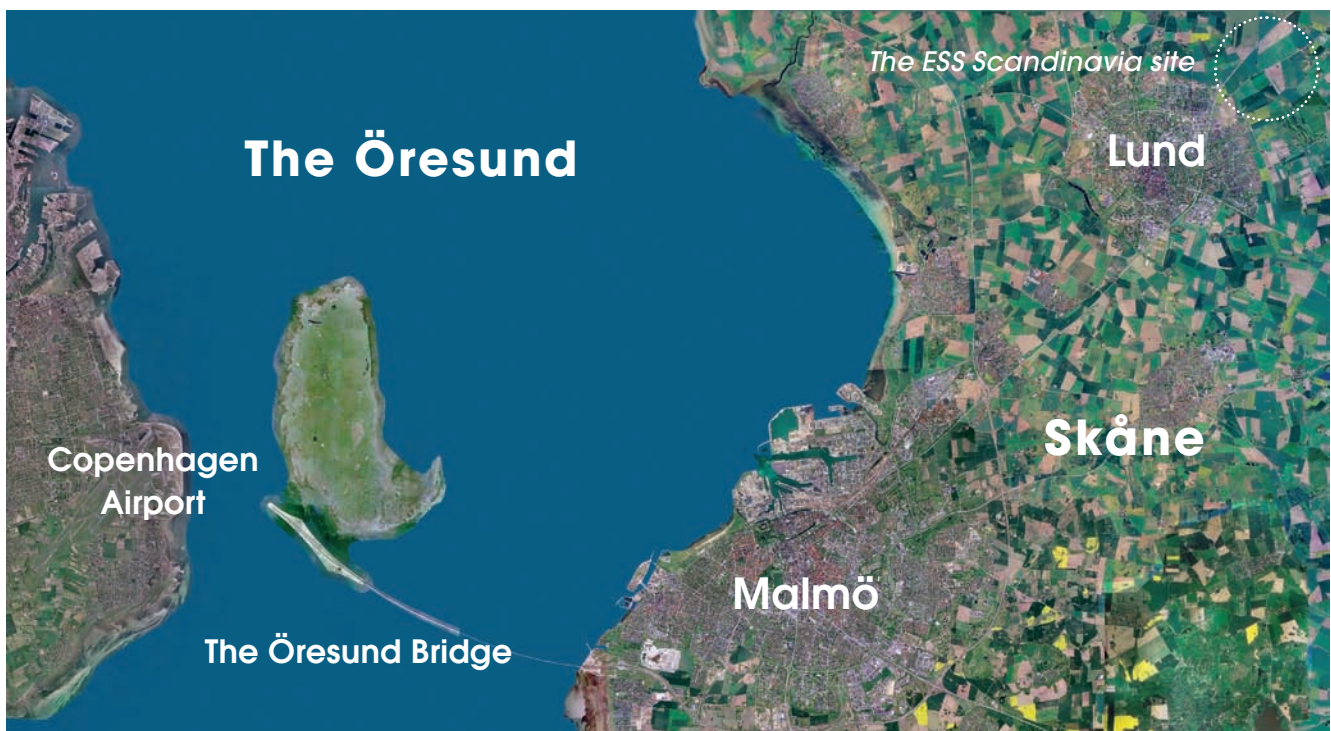 The ESS Scandinavia site
The Öresund
Lund
Skåne
Copenhagen
Airport
Malmö
The Öresund Bridge